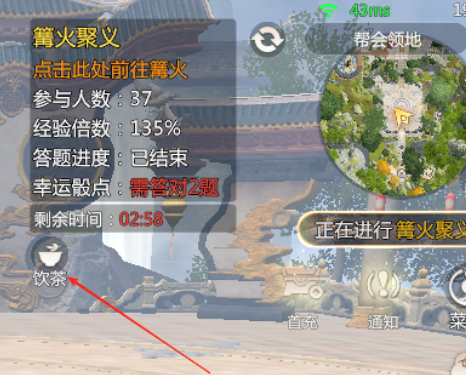 43ms
19
篝火聚义
帮会领地
点击此处前往篝火
参与人数：37
经验倍数：135%
答题进度：已结束
幸运骰点：需答对2题
剩余时间：02:58
正在进行 篝火聚义
饮茶
首充
通知
菜